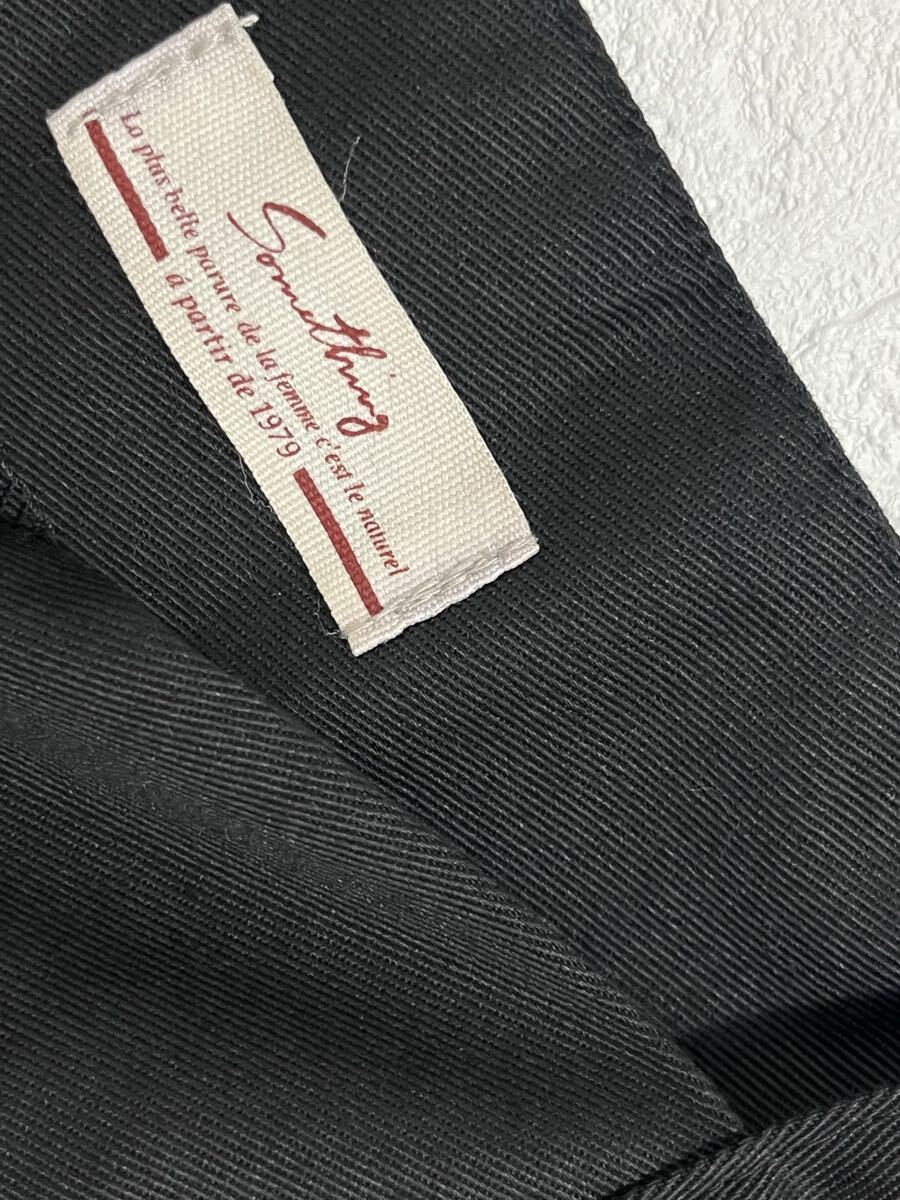 Something
La plus belle parure de la femme c'est le naturel
á partir de 1979